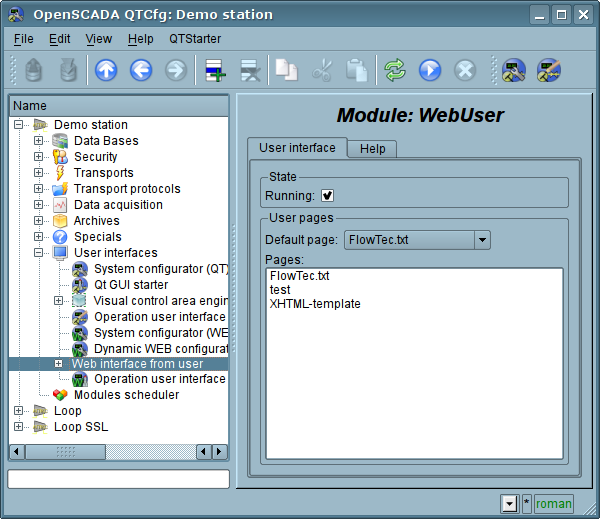 OpenSCADA QTCfg: Demo station
File Edit View Help QTStarter
Name
Demo station
Data Bases
Security
Transports
Transport protocols
Data acquisition
Archives
Specials
User interfaces
System configurator (QT)
Qt GUI starter
Visual control area engin
Operation user interface
System configurator (WE
Dynamic WEB configurat
Web interface from user
Operation user interface
Modules scheduler
Loop
Loop SSL
Module: WebUser
User interface Help
State
Running:
User pages
Default page: FlowTec.txt
Pages:
FlowTec.txt
test
XHTML-template
* roman